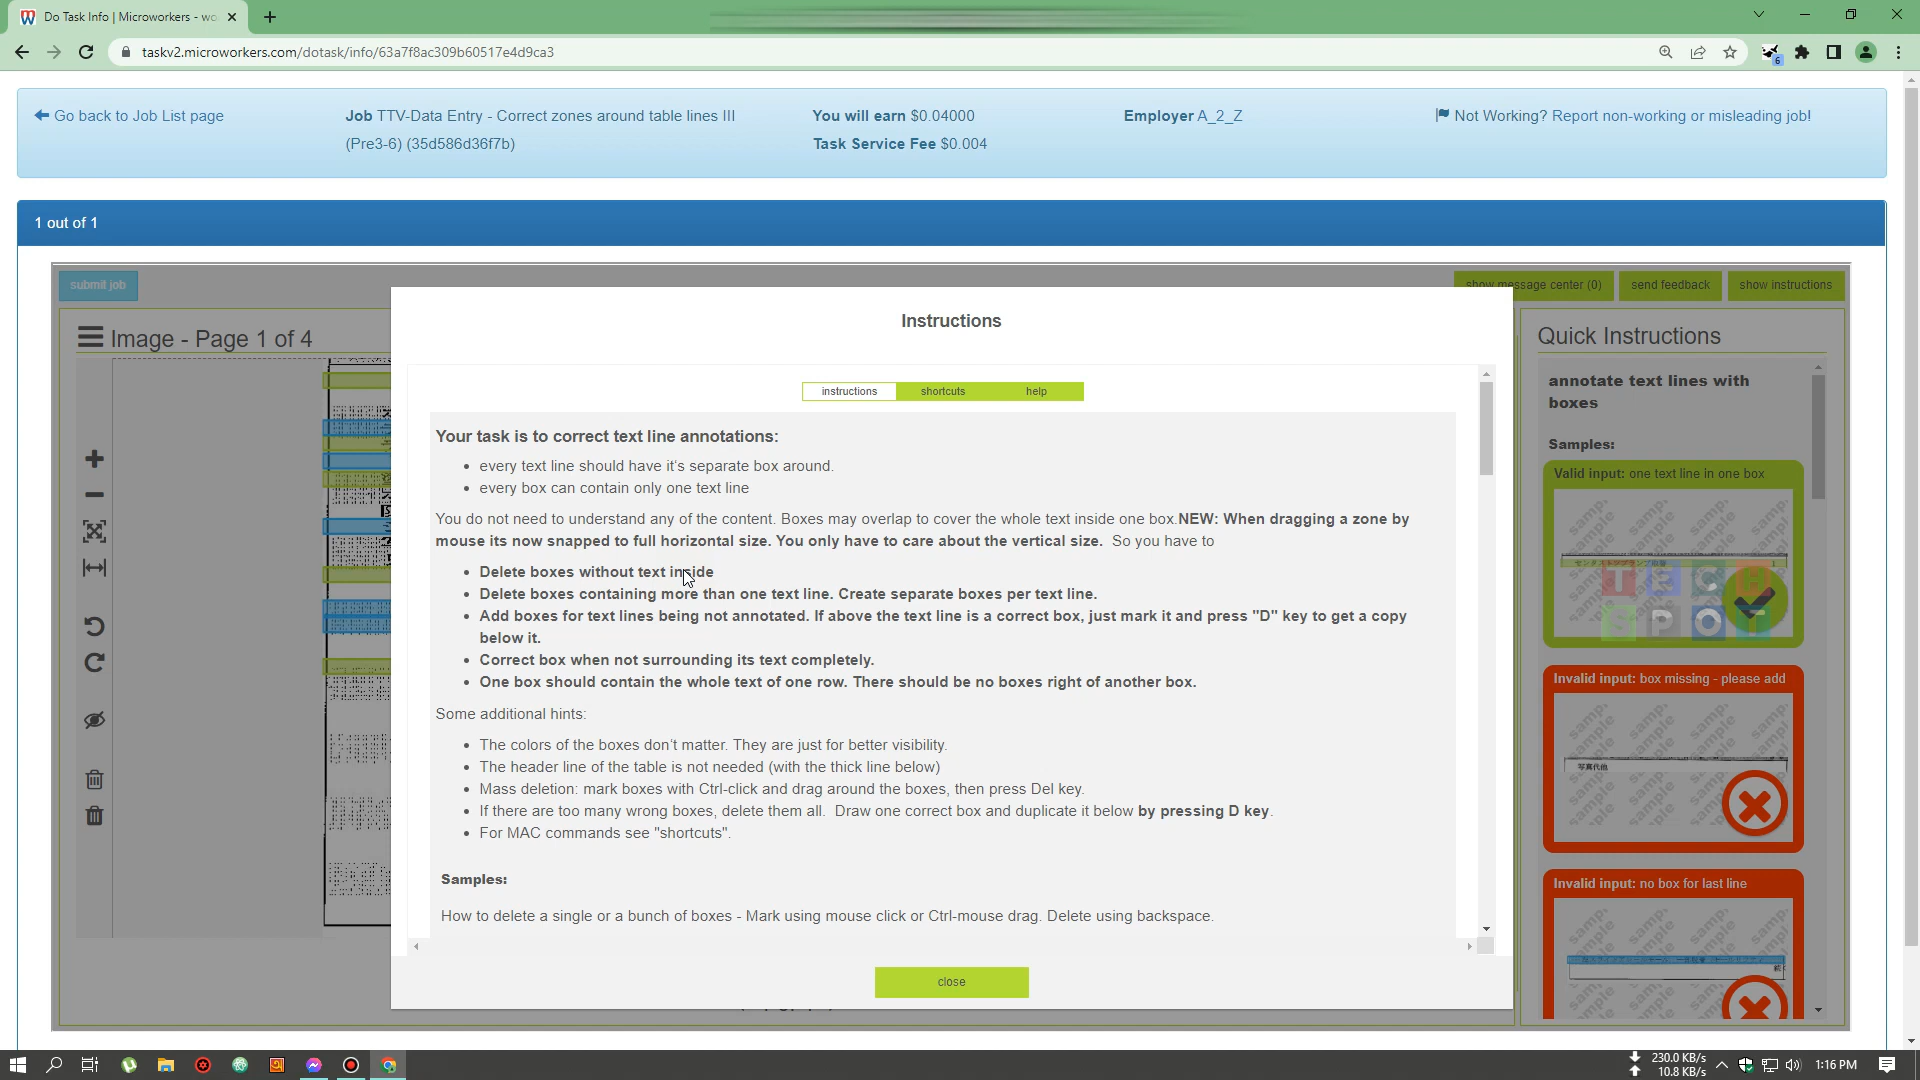 Do Task Info | Microworkers - wo
taskv2.microworkers.com/dotask/info/63a7f8ac309b60517e4d9ca3
6
Go back to Job List page
Job TTV-Data Entry - Correct zones around table lines III
(Pre3-6) (35d586d36f7b)
You will earn $0.04000
Task Service Fee $0.004
Employer A_2_Z
Not Working? Report non-working or misleading job!
1 out of 1
submit job
show message center (0)
send feedback
show instructions
Image - Page 1 of 4
Instructions
instructions
shortcuts
help
Your task is to correct text line annotations:
• every text line should have it's separate box around.
• every box can contain only one text line
You do not need to understand any of the content. Boxes may overlap to cover the whole text inside one box.NEW: When dragging a zone by
mouse its now snapped to full horizontal size. You only have to care about the vertical size. So you have to
• Delete boxes without text inside
• Delete boxes containing more than one text line. Create separate boxes per text line.
• Add boxes for text lines being not annotated. If above the text line is a correct box, just mark it and press "D" key to get a copy
below it.
• Correct box when not surrounding its text completely.
• One box should contain the whole text of one row. There should be no boxes right of another box.
Some additional hints:
• The colors of the boxes don't matter. They are just for better visibility.
• The header line of the table is not needed (with the thick line below)
• Mass deletion: mark boxes with Ctrl-click and drag around the boxes, then press Del key.
• If there are too many wrong boxes, delete them all. Draw one correct box and duplicate it below by pressing D key.
• For MAC commands see "shortcuts".
Samples:
How to delete a single or a bunch of boxes - Mark using mouse click or Ctrl-mouse drag. Delete using backspace.
close
Quick Instructions
annotate text lines with
boxes
Samples:
Valid input: one text line in one box
TECH
SPOT
Invalid input: box missing - please add
写真代他
Invalid input: no box for last line
230.0 KB/s
10.8 KB/s
1:16 PM